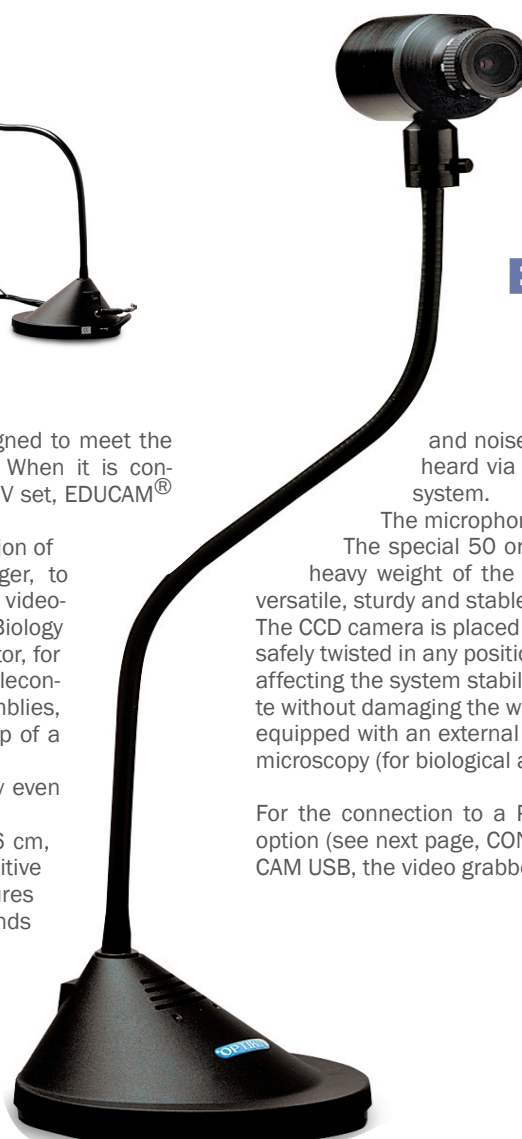 E
gned to meet the
When it is con-
V set, EDUCAM®
ion of
ger, to
video-
Biology
tor, for
lecon-
mblies,
p of a
y even
6 cm,
itive
ures
nds
and noise
heard via
system.
The microphon
The special 50 or
heavy weight of the
versatile, sturdy and stable
The CCD camera is placed
safely twisted in any positio
affecting the system stabil
te without damaging the w
equipped with an external
microscopy (for biological a
For the connection to a P
option (see next page, CON
CAM USB, the video grabbe
OPTIKA